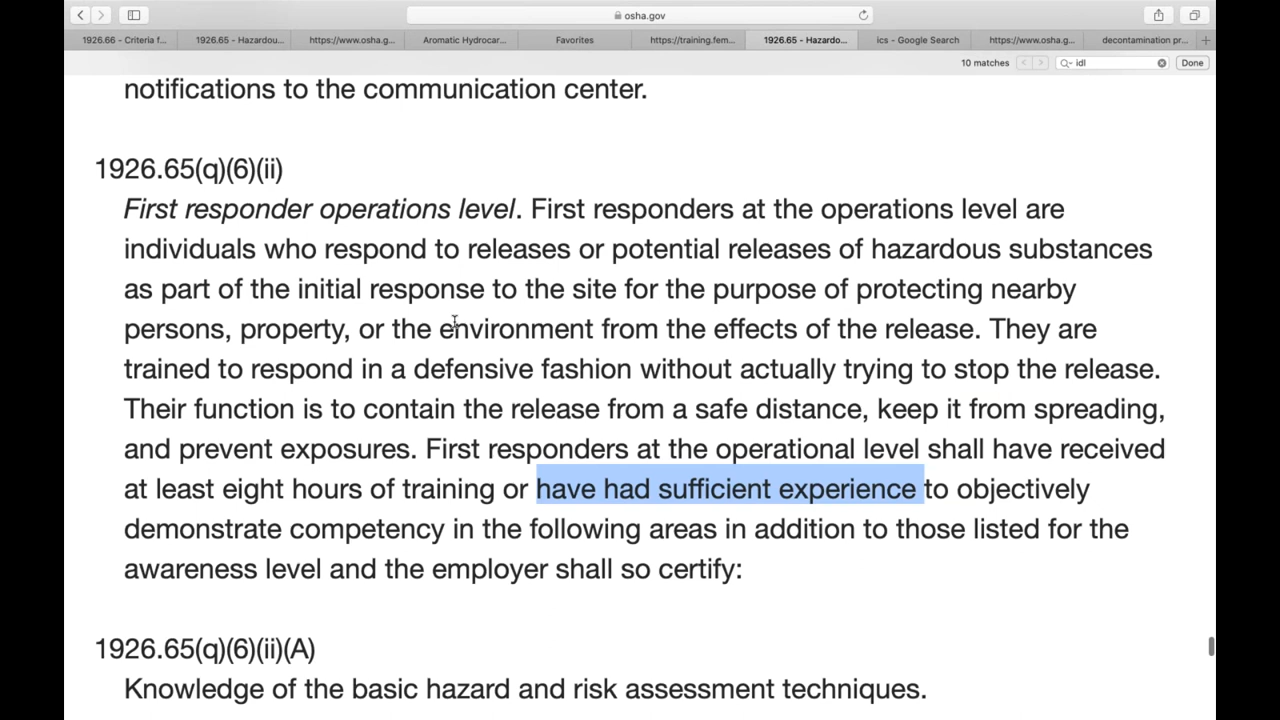 osha.gov
1926.66 - Criteria f...
1926.65 - Hazardou...
https://www.osha.g...
Aromatic Hydrocar...
Favorites
https://training.fem...
1926.65 - Hazardo...
ics - Google Search
https://www.osha.g...
decontamination pr...
10 matches
idl
Done
notifications to the communication center.
1926.65(q)(6)(ii)
First responder operations level. First responders at the operations level are
individuals who respond to releases or potential releases of hazardous substances
as part of the initial response to the site for the purpose of protecting nearby
persons, property, or the environment from the effects of the release. They are
trained to respond in a defensive fashion without actually trying to stop the release.
Their function is to contain the release from a safe distance, keep it from spreading,
and prevent exposures. First responders at the operational level shall have received
at least eight hours of training or have had sufficient experience to objectively
demonstrate competency in the following areas in addition to those listed for the
awareness level and the employer shall so certify:
1926.65(q)(6)(ii)(A)
Knowledge of the basic hazard and risk assessment techniques.